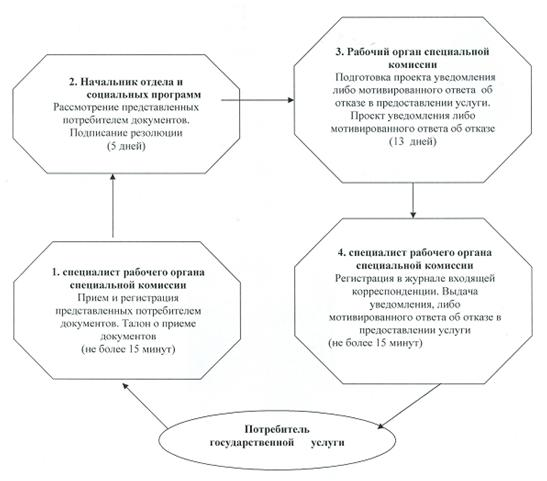 3. Рабочий орган специальной
комиссии
Подготовка проекта уведомления
либо мотивированного ответа об
отказе в предоставлении услуги.
Проект уведомления либо
мотивированного ответа об отказе
(13 дней)
2. Начальник отдела и
социальных программ
Рассмотрение представленных
потребителем документов.
Подписание резолюции
(5 дней)
4. специалист рабочего органа
специальной комиссии
Регистрация в журнале входящей
корреспонденции. Выдача
уведомления, либо
мотивированного ответа об отказе в
предоставлении услуги
(не более 15 минут)
1. специалист рабочего органа
специальной комиссии
Прием и регистрация
представленных потребителем
документов. Талон о приеме
документов
(не более 15 минут)
Потребитель
государственной услуги